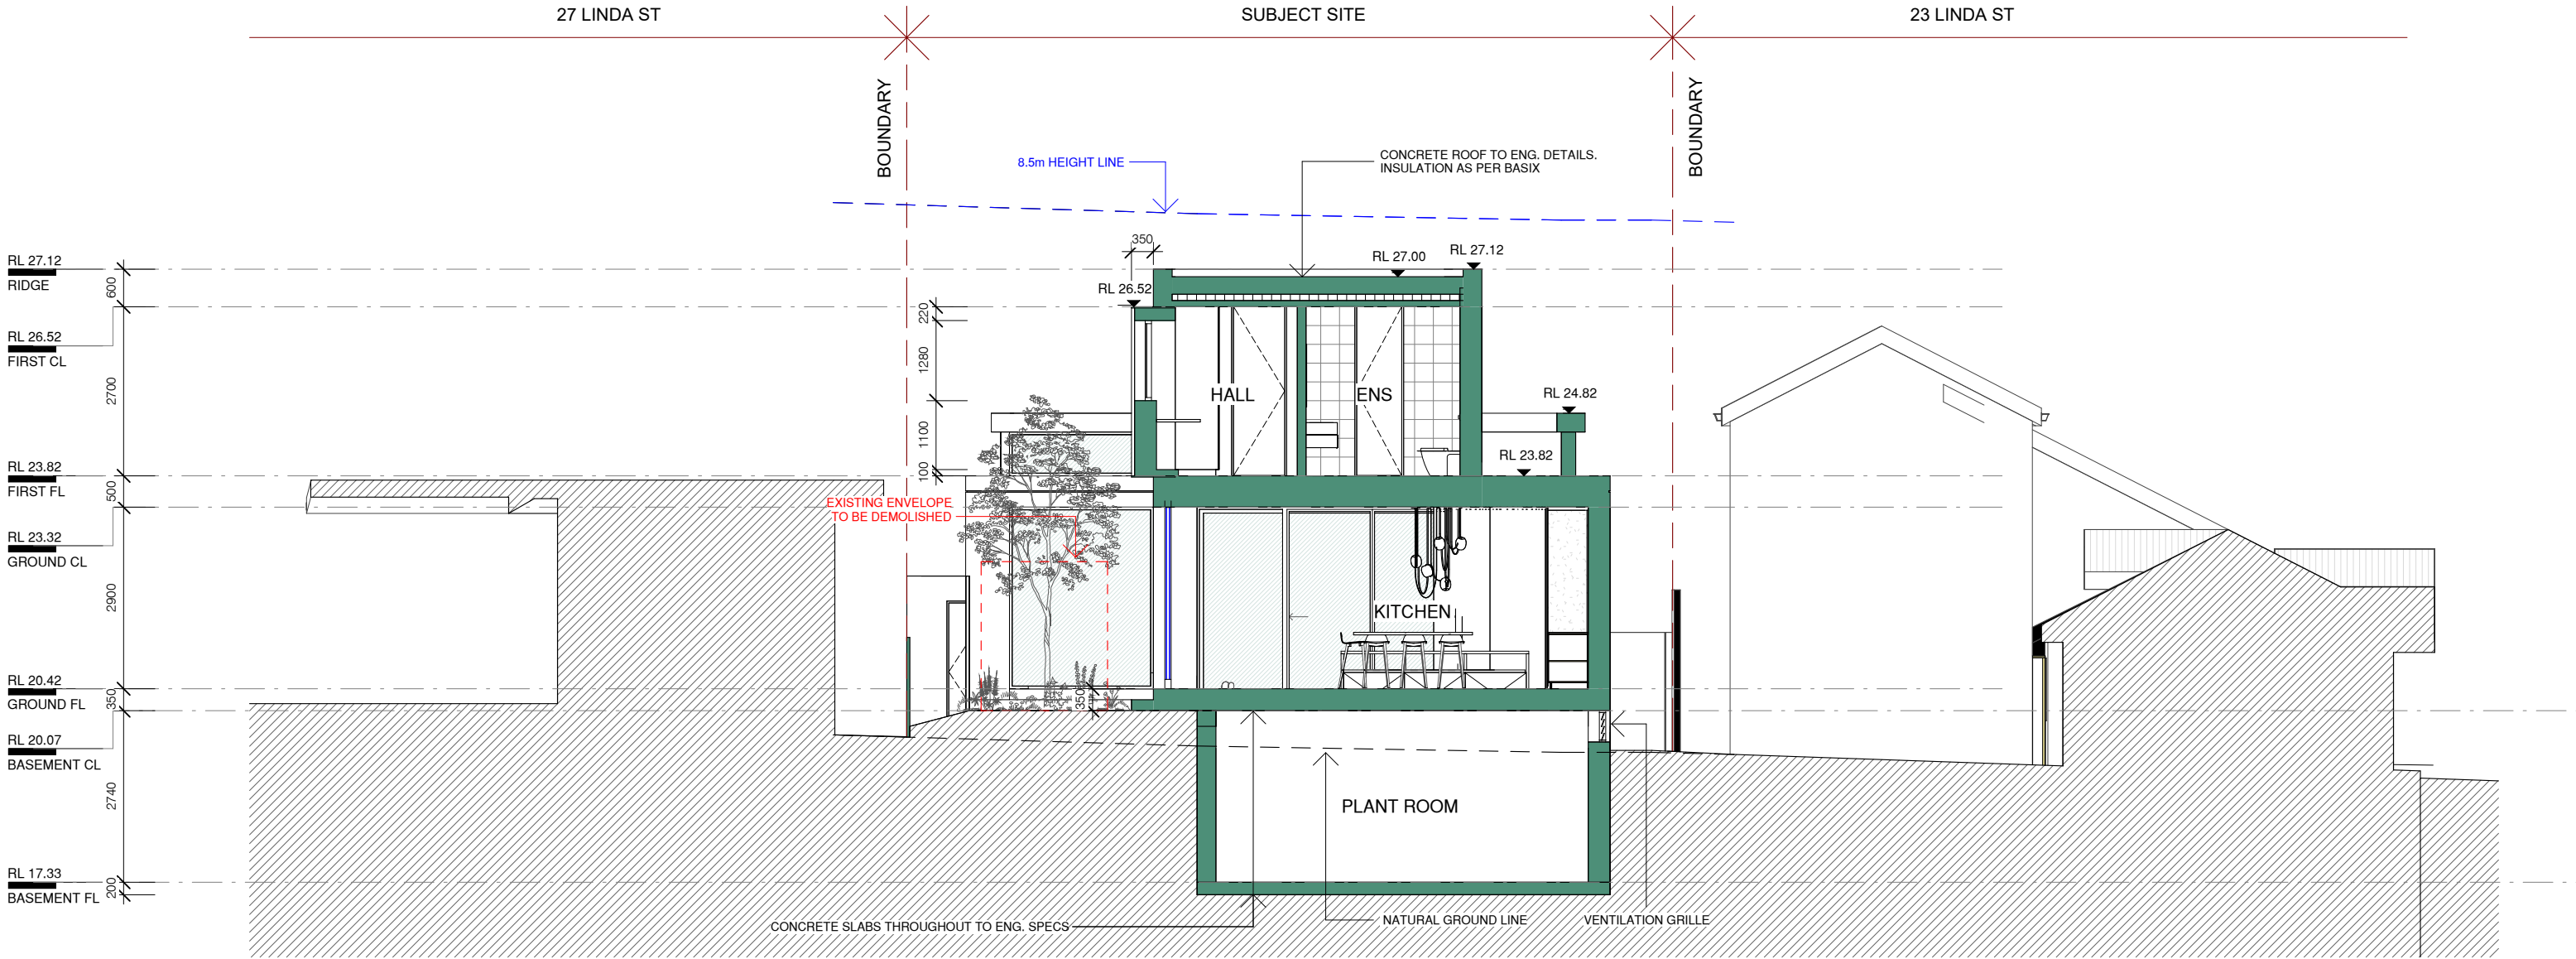 27 LINDA ST
SUBJECT SITE
23 LINDA ST
BOUNDARY
BOUNDARY
8.5m HEIGHT LINE
CONCRETE ROOF TO ENG. DETAILS.
INSULATION AS PER BASIX
350
RL 27.00
RL 27.12
RL 26.52
RL 27.12
RIDGE
600
RL 26.52
FIRST CL
2700
RL 23.82
FIRST FL
500
RL 23.32
GROUND CL
2900
RL 20.42
GROUND FL
350
RL 20.07
BASEMENT CL
2740
RL 17.33
BASEMENT FL
200
220
1280
1100
100
HALL
ENS
RL 24.82
RL 23.82
EXISTING ENVELOPE
TO BE DEMOLISHED
KITCHEN
350
PLANT ROOM
CONCRETE SLABS THROUGHOUT TO ENG. SPECS
NATURAL GROUND LINE
VENTILATION GRILLE